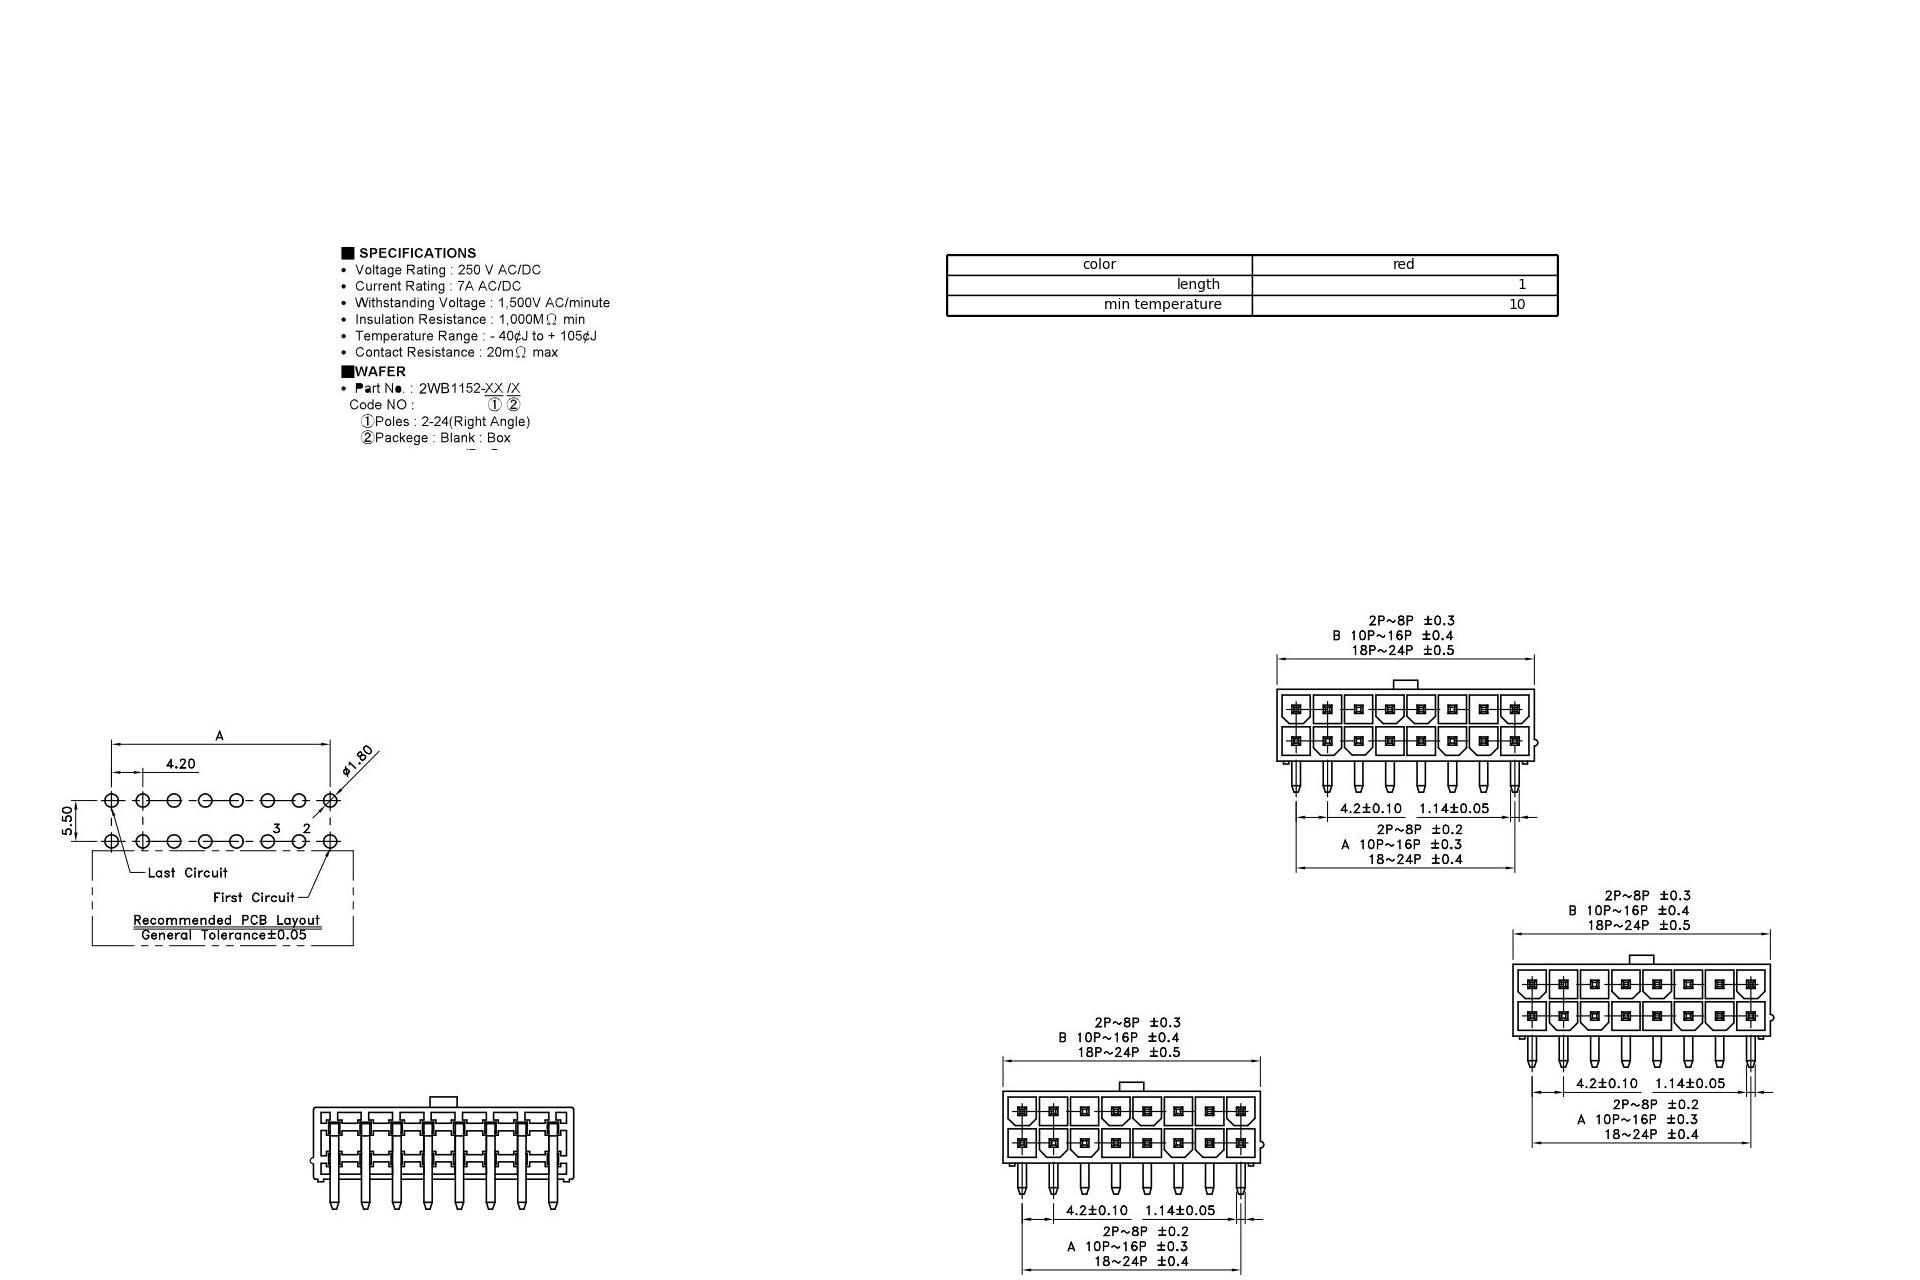 ■ SPECIFICATIONS
• Voltage Rating : 250 V AC/DC
• Current Rating : 7A AC/DC
• Withstanding Voltage : 1,500V AC/minute
• Insulation Resistance : 1,000MΩ min
• Temperature Range : - 40¢J to + 105¢J
• Contact Resistance : 20mΩ max
■WAFER
• Part No. : 2WB1152-XX /X
Code NO : ① ②
①Poles : 2-24(Right Angle)
②Packege : Blank : Box
color red
length 1
min temperature 10
2P~8P ±0.3
B 10P~16P ±0.4
18P~24P ±0.5
4.2±0.10 1.14±0.05
2P~8P ±0.2
A 10P~16P ±0.3
18~24P ±0.4
A
4.20
ø1.80
5.50
3 2
Last Circuit
First Circuit
Recommended PCB Layout
General Tolerance±0.05
2P~8P ±0.3
B 10P~16P ±0.4
18P~24P ±0.5
4.2±0.10 1.14±0.05
2P~8P ±0.2
A 10P~16P ±0.3
18~24P ±0.4
2P~8P ±0.3
B 10P~16P ±0.4
18P~24P ±0.5
4.2±0.10 1.14±0.05
2P~8P ±0.2
A 10P~16P ±0.3
18~24P ±0.4